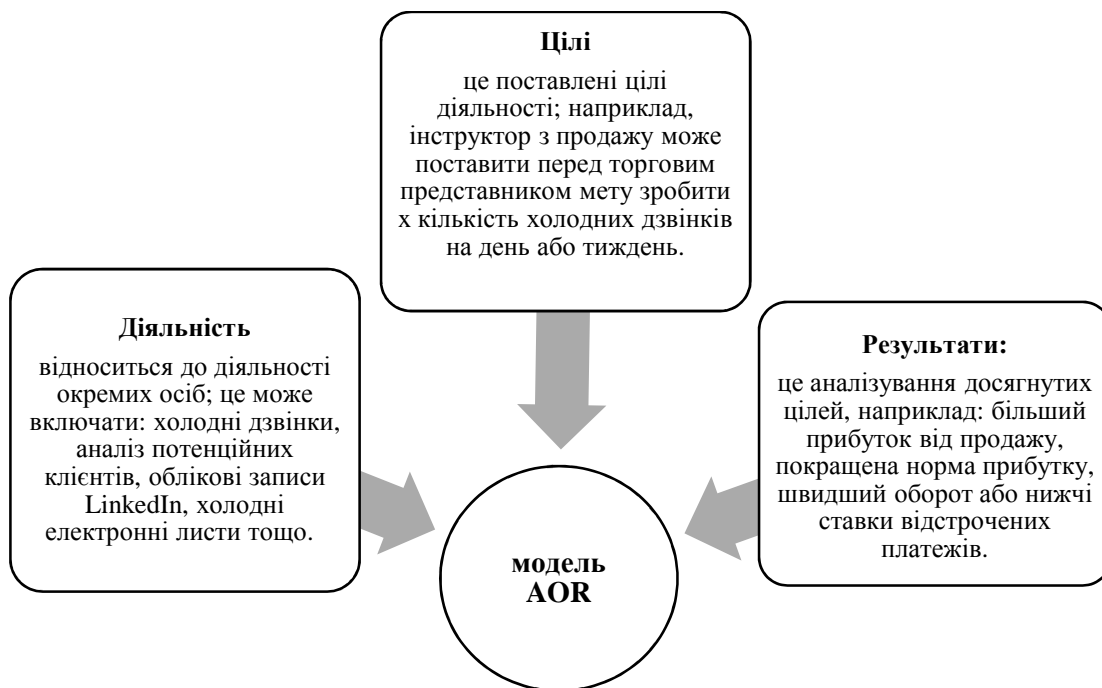 Цілі
це поставлені цілі
діяльності; наприклад,
інструктор з продажу може
поставити перед торговим
представником мету зробити
х кількість холодних дзвінків
на день або тиждень.
Діяльність
відноситься до діяльності
окремих осіб; це може
включати: холодні дзвінки,
аналіз потенційних
клієнтів, облікові записи
LinkedIn, холодні
електронні листи тощо.
Результати:
це аналізування досягнутих
цілей, наприклад: більший
прибуток від продажу,
покращена норма прибутку,
швидший оборот або нижчі
ставки відстрочених
платежів.
модель
AOR